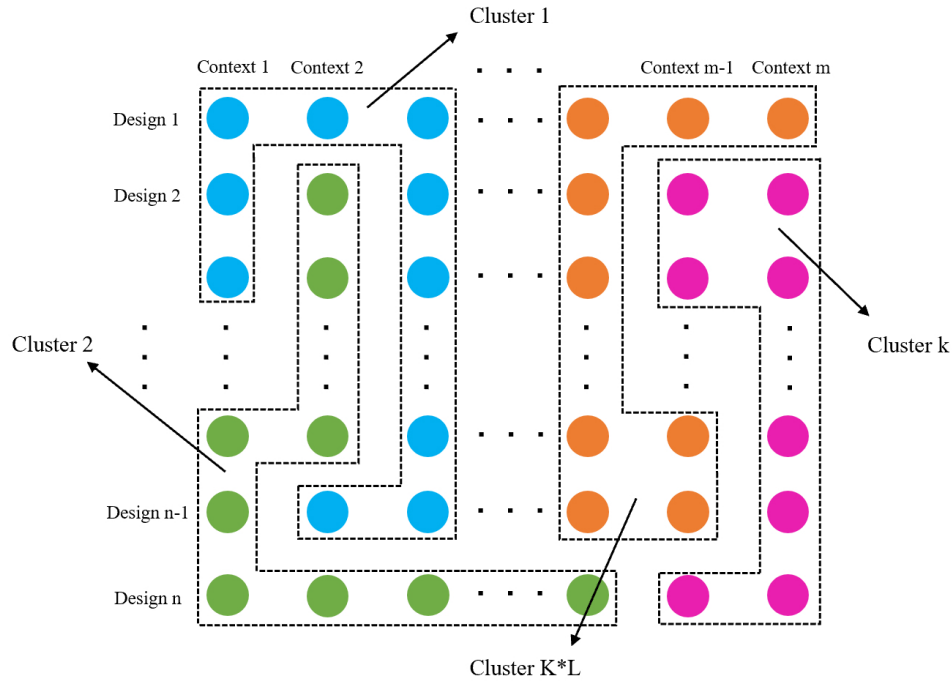 Cluster 1
Context 1 Context 2 Context m-1 Context m
Design 1
Design 2
Cluster 2
Cluster k
Design n-1
Design n
Cluster K*L